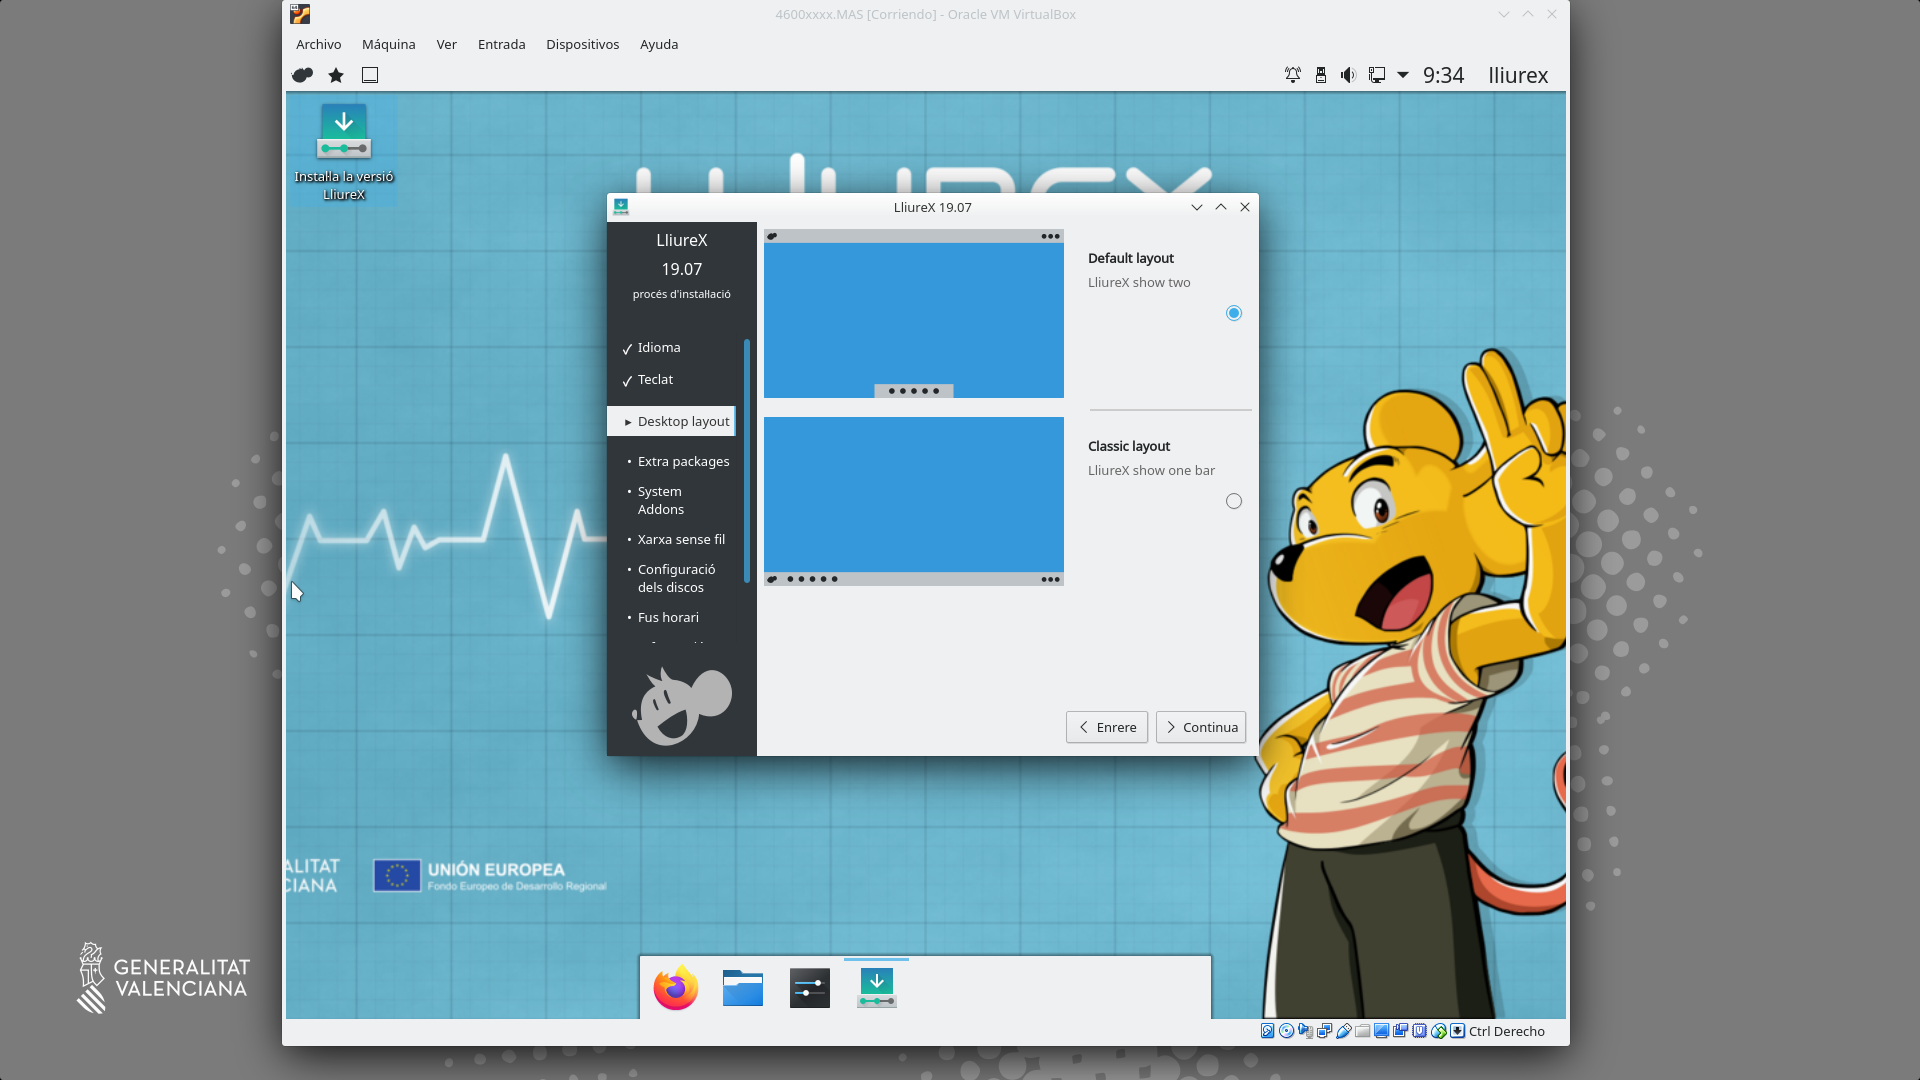 4600xxxx.MAS [Corriendo] - Oracle VM VirtualBox
Archivo Máquina Ver Entrada Dispositivos Ayuda
9:34 lliurex
Instal·la la versió
LliureX
LLIUREX
LliureX 19.07
LliureX
19.07
procés d'instal·lació
✓ Idioma
✓ Teclat
▸ Desktop layout
• Extra packages
• System
Addons
• Xarxa sense fil
• Configuració
dels discos
• Fus horari
Default layout
LliureX show two
Classic layout
LliureX show one bar
Enrere
Continua
ALITAT
CIANA
UNIÓN EUROPEA
Fondo Europeo de Desarrollo Regional
GENERALITAT
VALENCIANA
Ctrl Derecho